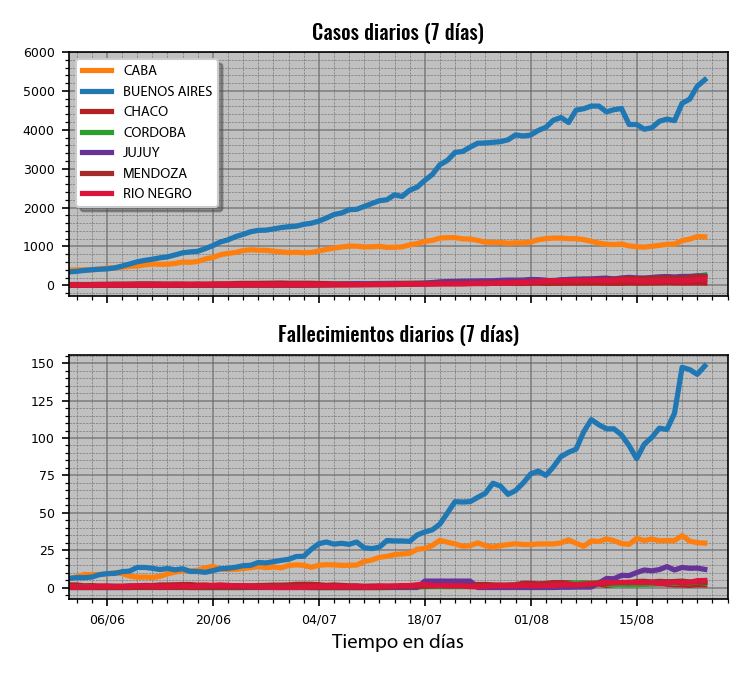 Casos diarios (7 días)
6000
5000
4000
3000
2000
1000
0
CABA
BUENOS AIRES
CHACO
CORDOBA
JUJUY
MENDOZA
RIO NEGRO
Fallecimientos diarios (7 días)
150
125
100
75
50
25
0
06/06 20/06 04/07 18/07 01/08 15/08
Tiempo en días